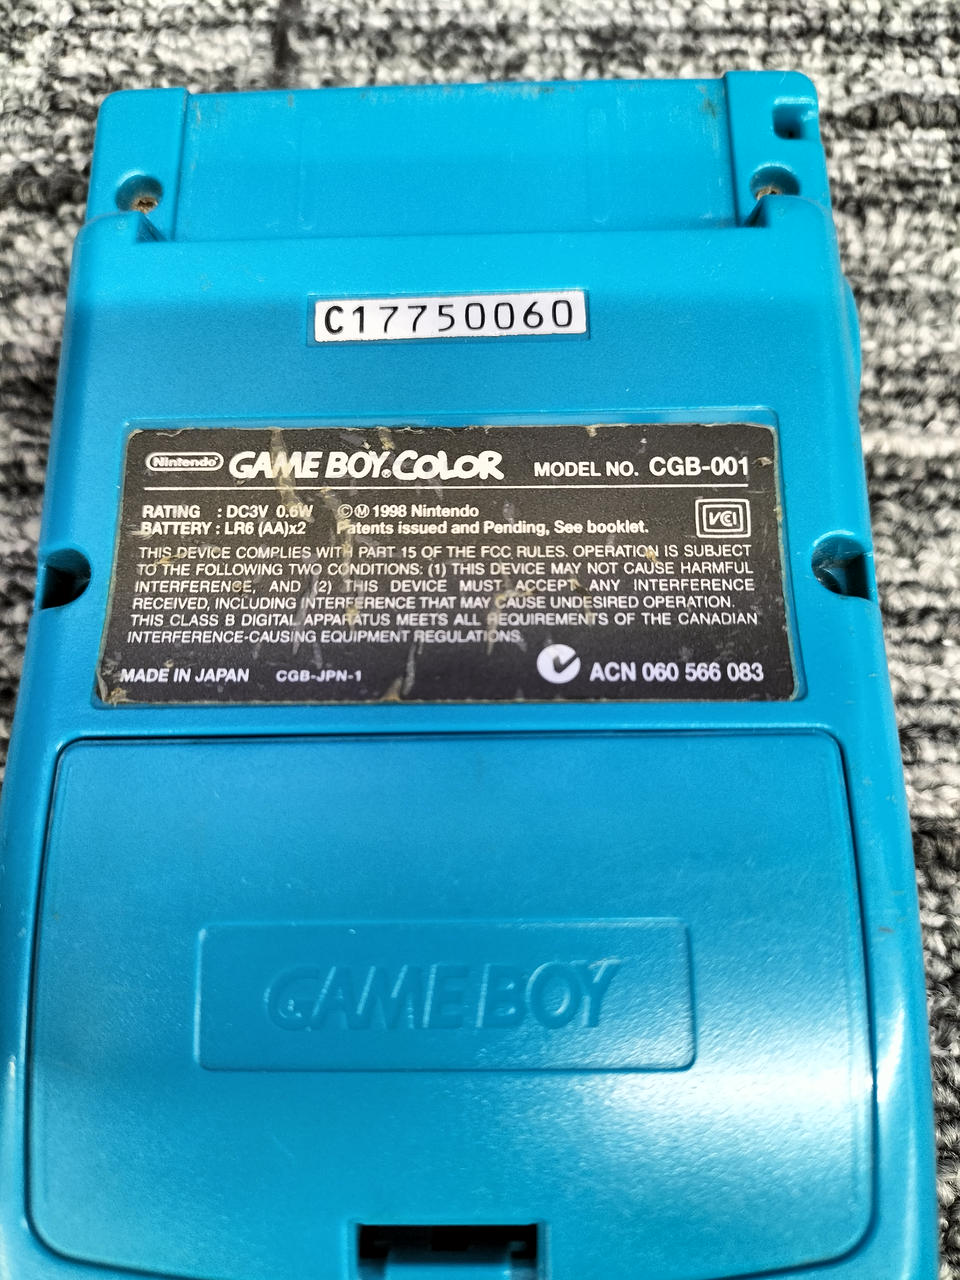 C17750060
Nintendo GAME BOY COLOR MODEL NO. CGB-001
RATING : DC3V 0.6W ©Ⓜ1998 Nintendo
BATTERY : LR6 (AA)x2 Patents issued and Pending, See booklet.
VCI
THIS DEVICE COMPLIES WITH PART 15 OF THE FCC RULES. OPERATION IS SUBJECT
TO THE FOLLOWING TWO CONDITIONS: (1) THIS DEVICE MAY NOT CAUSE HARMFUL
INTERFERENCE, AND (2) THIS DEVICE MUST ACCEPT ANY INTERFERENCE
RECEIVED, INCLUDING INTERFERENCE THAT MAY CAUSE UNDESIRED OPERATION.
THIS CLASS B DIGITAL APPARATUS MEETS ALL REQUIREMENTS OF THE CANADIAN
INTERFERENCE-CAUSING EQUIPMENT REGULATIONS.
MADE IN JAPAN CGB-JPN-1 ACN 060 566 083
GAME BOY